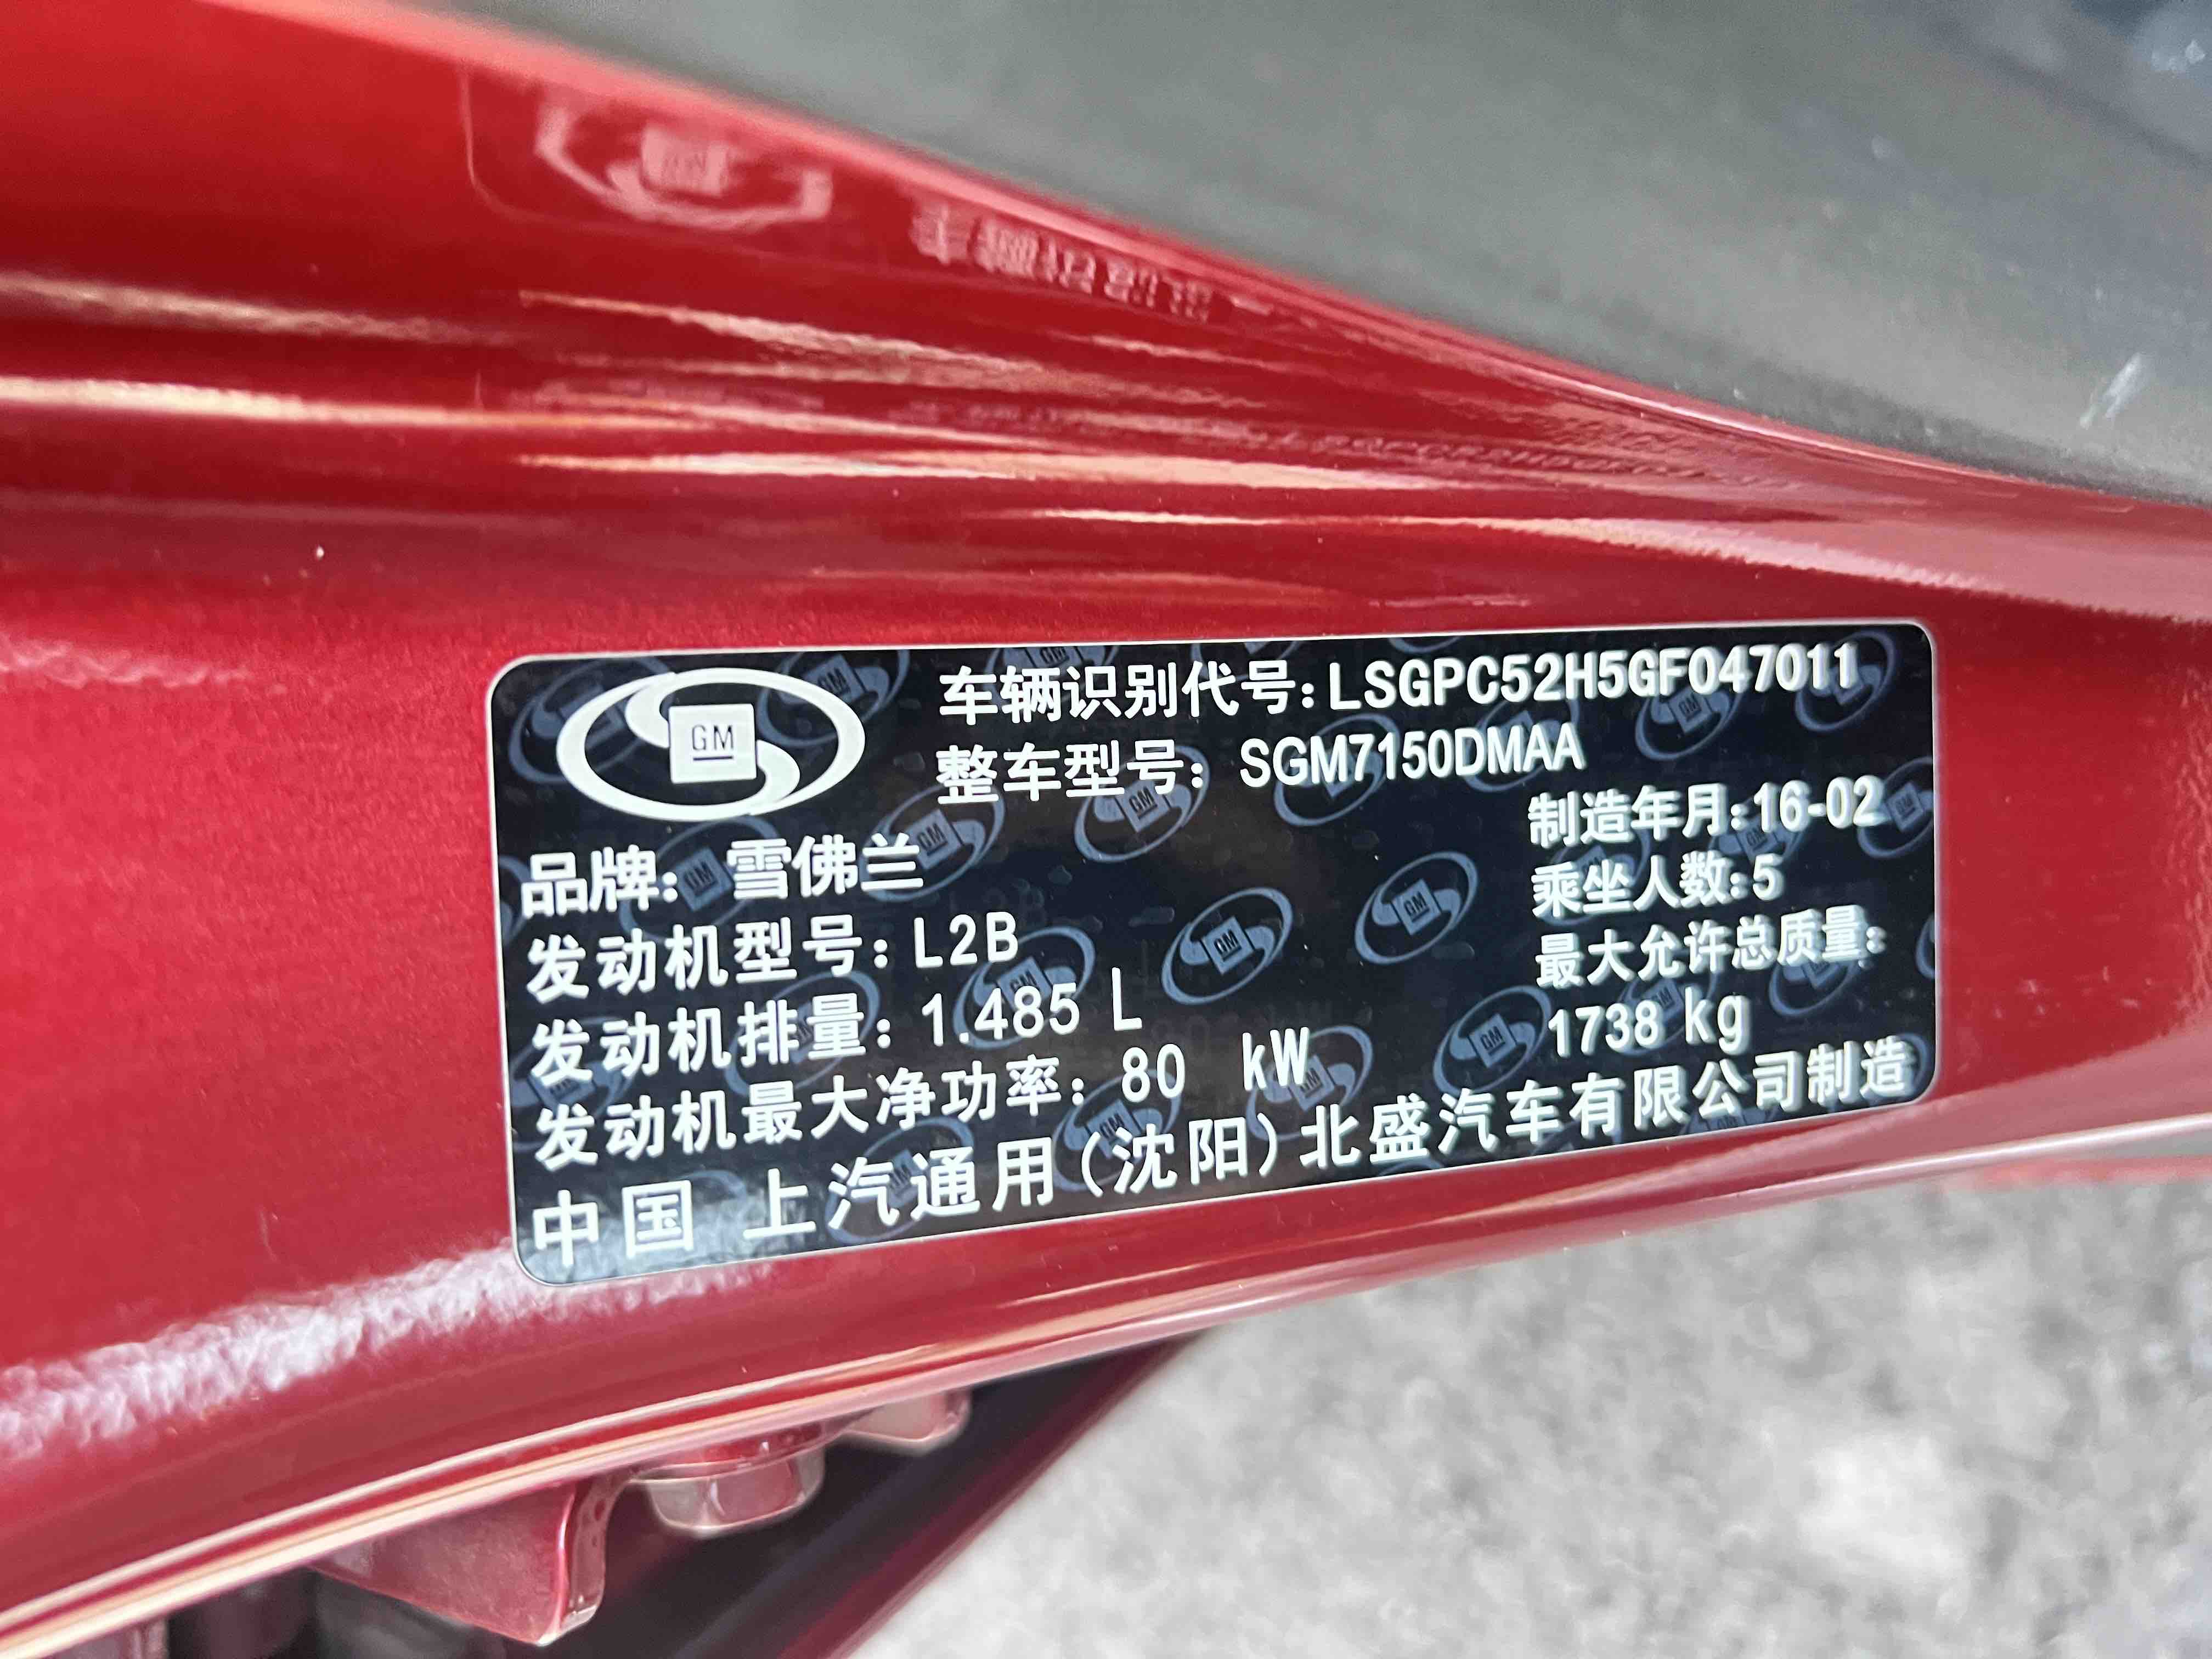 GM
车辆识别代号:LSGPC52H5GF047011
整车型号: SGM7150DMAA
制造年月:16-02
品牌: 雪佛兰
乘坐人数:5
发动机型号:L2B
最大允许总质量:
发动机排量: 1.485 L
1738 kg
发动机最大净功率: 80 kW
中国 上汽通用(沈阳)北盛汽车有限公司制造